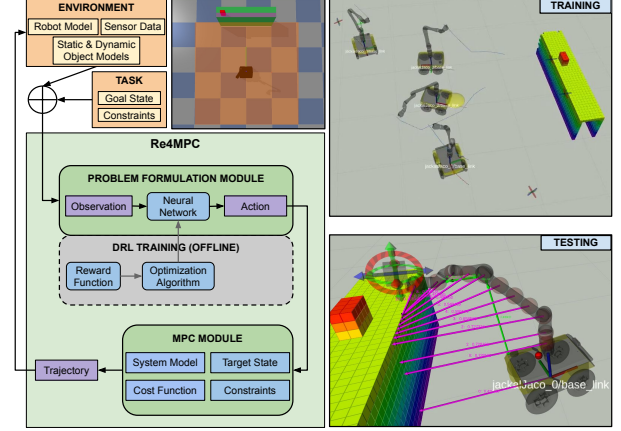 ENVIRONMENT
Robot Model
Sensor Data
Static & Dynamic
Object Models
TASK
Goal State
Constraints
Re4MPC
PROBLEM FORMULATION MODULE
Observation
Neural
Network
Action
DRL TRAINING (OFFLINE)
Reward
Function
Optimization
Algorithm
MPC MODULE
System Model
Target State
Cost Function
Constraints
Trajectory
TRAINING
TESTING
jackalJaco_0/base_link